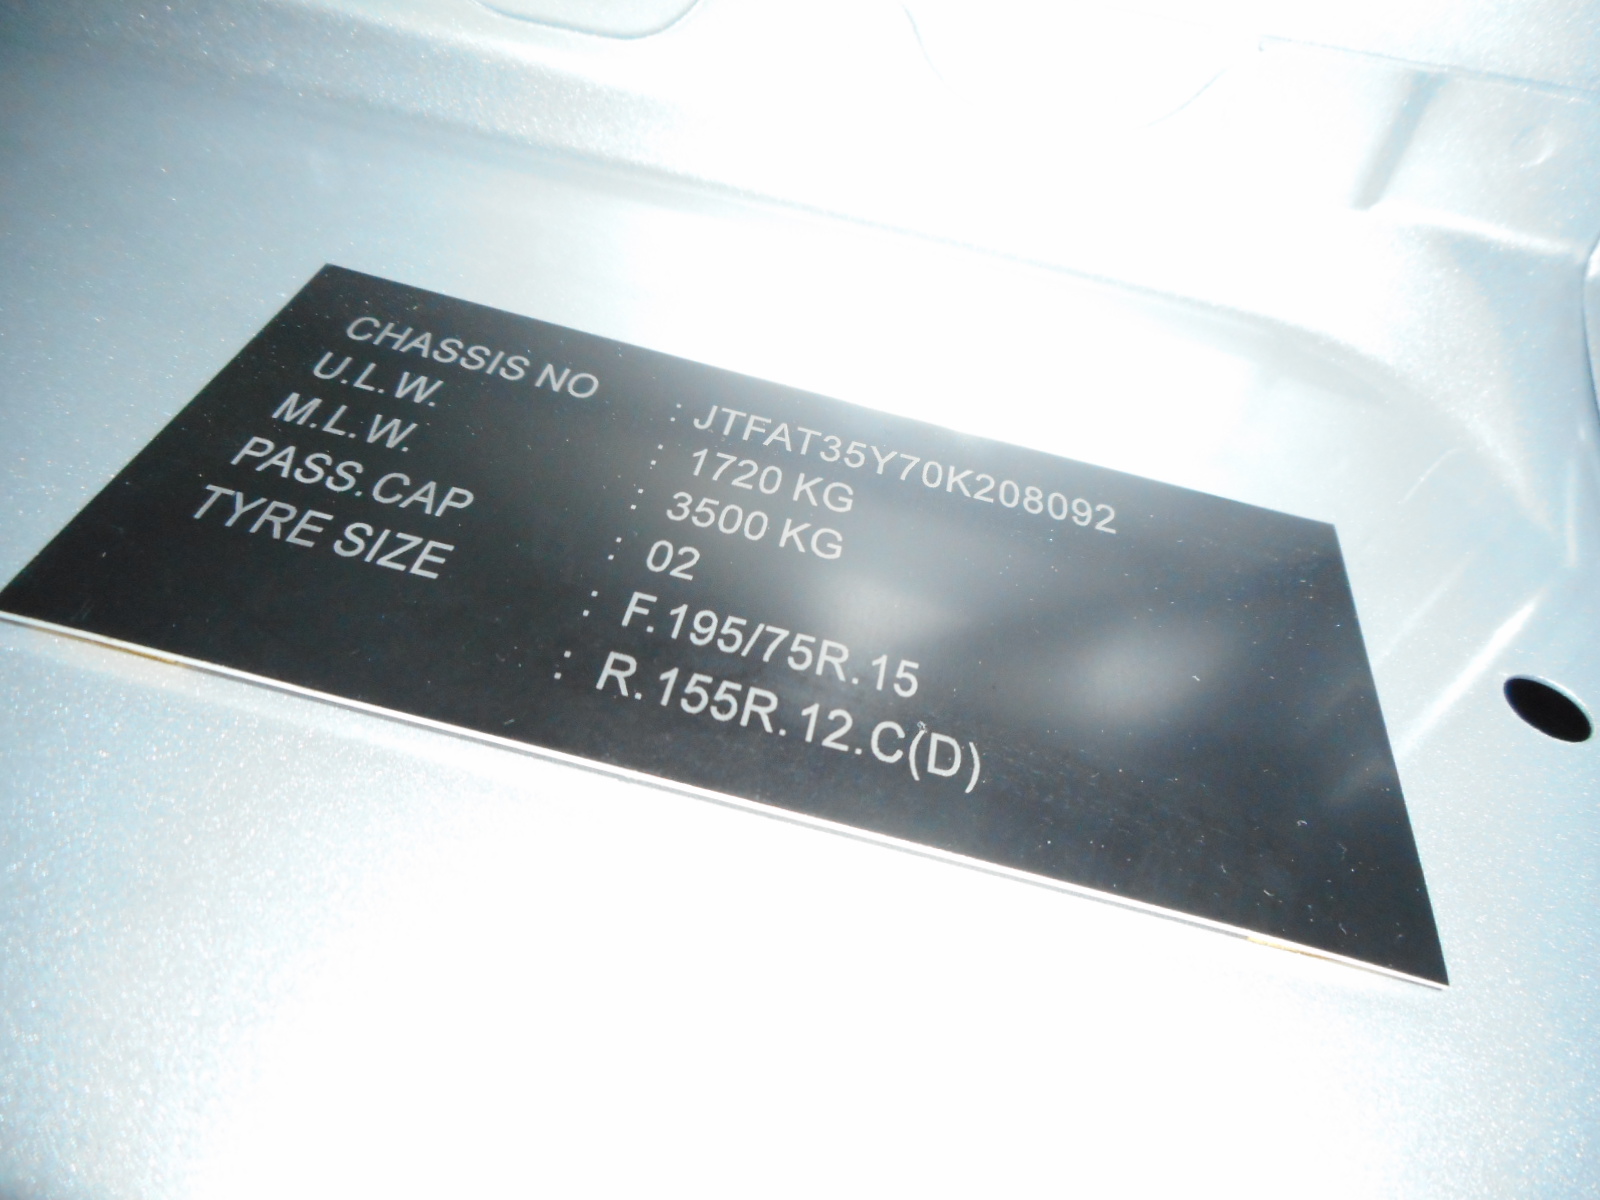 CHASSIS NO : JTFAT35Y70K208092
U.L.W. : 1720 KG
M.L.W. : 3500 KG
PASS.CAP : 02
TYRE SIZE : F.195/75R.15
: R.155R.12.C(D)